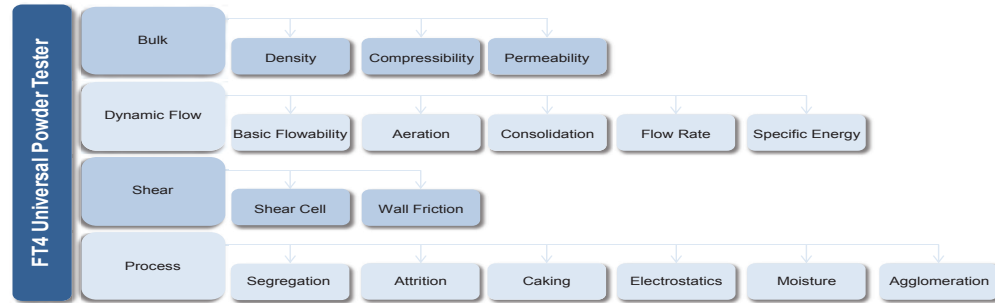 FT4 Universal Powder Tester
Bulk
Density
Compressibility
Permeability
Dynamic Flow
Basic Flowability
Aeration
Consolidation
Flow Rate
Specific Energy
Shear
Shear Cell
Wall Friction
Process
Segregation
Attrition
Caking
Electrostatics
Moisture
Agglomeration